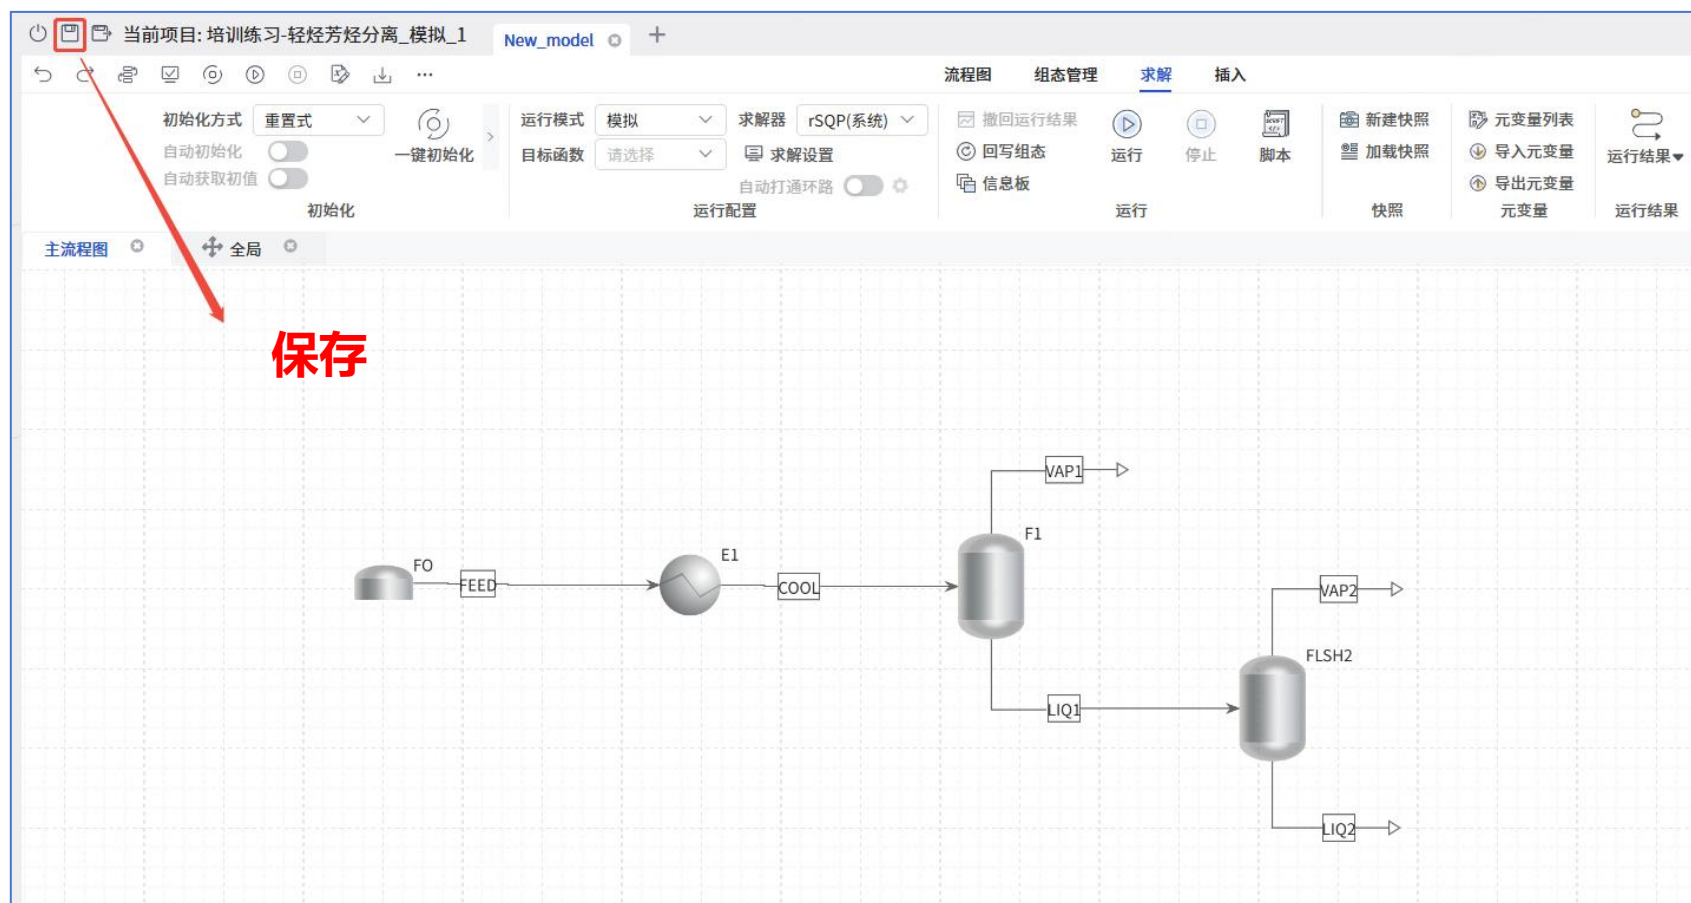 当前项目: 培训练习-轻烃芳烃分离_模拟_1 New_model
流程图 组态管理 求解 插入
初始化方式 重置式
自动初始化
自动获取初值
一键初始化
初始化
运行模式 模拟 求解器 rSQP(系统)
目标函数 请选择 求解设置
自动打通环路
运行配置
撤回运行结果
回写组态
信息板
运行 停止 脚本
运行
新建快照
加载快照
快照
元变量列表
导入元变量
导出元变量
元变量
运行结果
运行结果
主流程图 全局
保存
VAP1
F1
FO
FEED
E1
COOL
VAP2
FLSH2
LIQ1
LIQ2